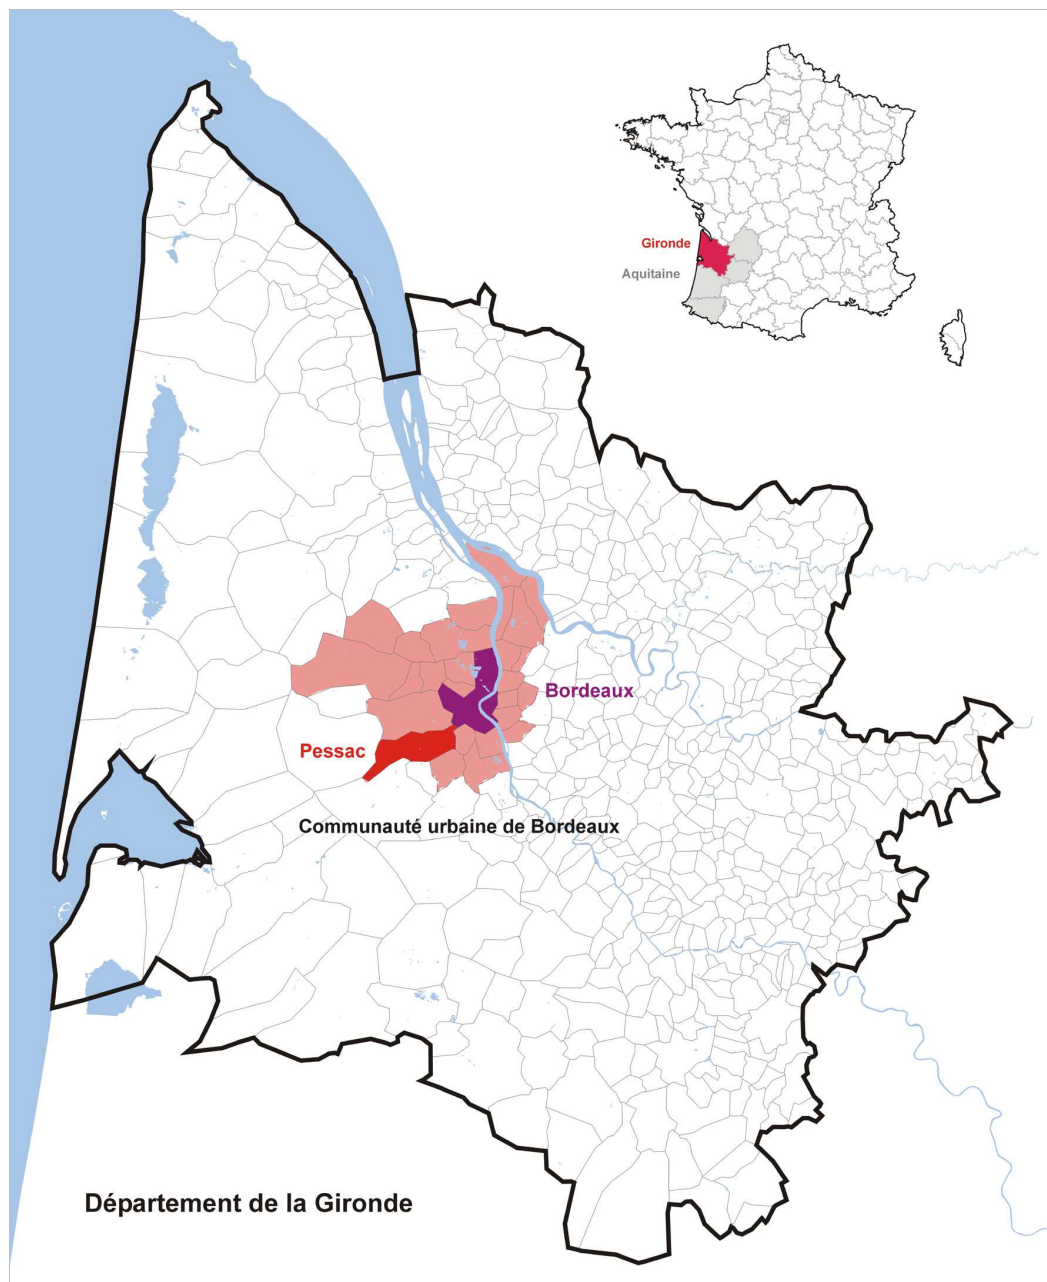 Gironde
Aquitaine
Bordeaux
Pessac
Communauté urbaine de Bordeaux
Département de la Gironde